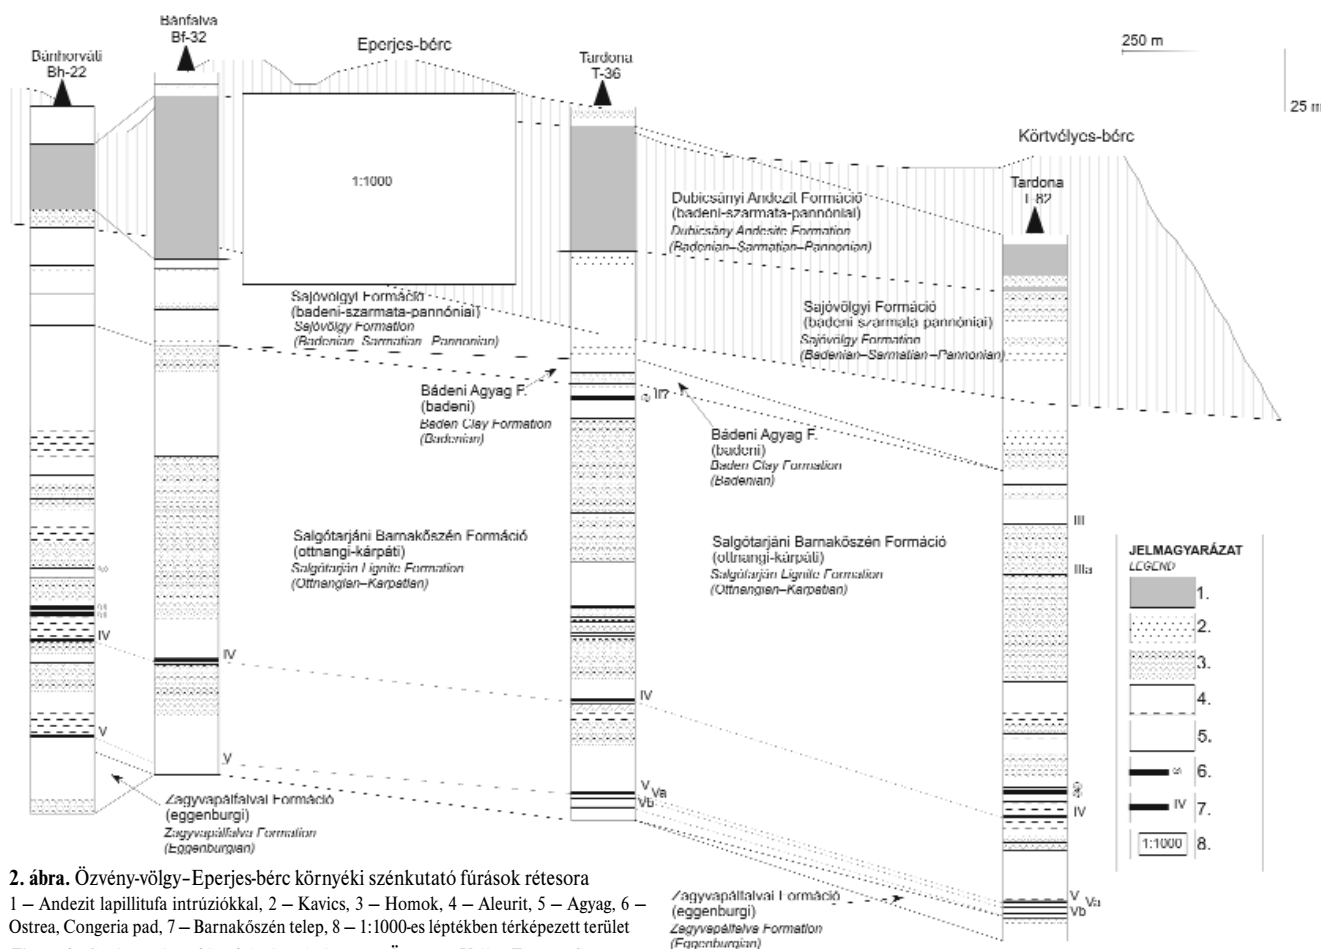 Bánhorváti
Bh-22
Bánfalva
Bf-32
Eperjes-bérc
Tardona
T-36
250 m
25 m
Körtvélyes-bérc
Tardona
T-82
1:1000
Dubicsányi Andezit Formáció
(badeni-szarmata-pannóniai)
Dubicsány Andesite Formation
(Badenian–Sarmatian–Pannonian)
Sajóvölgyi Formáció
(badeni-szarmata-pannóniai)
Sajóvölgy Formation
(Badenian–Sarmatian–Pannonian)
Sajóvölgyi Formáció
(badeni szarmata pannóniai)
Sajóvölgy Formation
(Badenian–Sarmatian–Pannonian)
Bádeni Agyag F.
(badeni)
Baden Clay Formation
(Badenian)
II?
Bádeni Agyag F.
(badeni)
Baden Clay Formation
(Badenian)
Salgótarjáni Barnakőszén Formáció
(ottnangi-kárpáti)
Salgótarján Lignite Formation
(Ottnangian–Karpatian)
Salgótarjáni Barnakőszén Formáció
(ottnangi-kárpáti)
Salgótarján Lignite Formation
(Ottnangian–Karpatian)
III
IIIa
IV
IV
IV
IV
V
V
V Va
Vb
V Va
Vb
Zagyvapálfalvai Formáció
(eggenburgi)
Zagyvapálfalva Formation
(Eggenburgian)
Zagyvapálfalvai Formáció
(eggenburgi)
Zagyvapálfalva Formation
(Eggenburgian)
JELMAGYARÁZAT
LEGEND
1.
2.
3.
4.
5.
6.
IV 7.
1:1000 8.
2. ábra. Özvény-völgy–Eperjes-bérc környéki szénkutató fúrások rétesora
1 – Andezit lapillitufa intrúziókkal, 2 – Kavics, 3 – Homok, 4 – Aleurit, 5 – Agyag, 6 –
Ostrea, Congeria pad, 7 – Barnakőszén telep, 8 – 1:1000-es léptékben térképezett terület